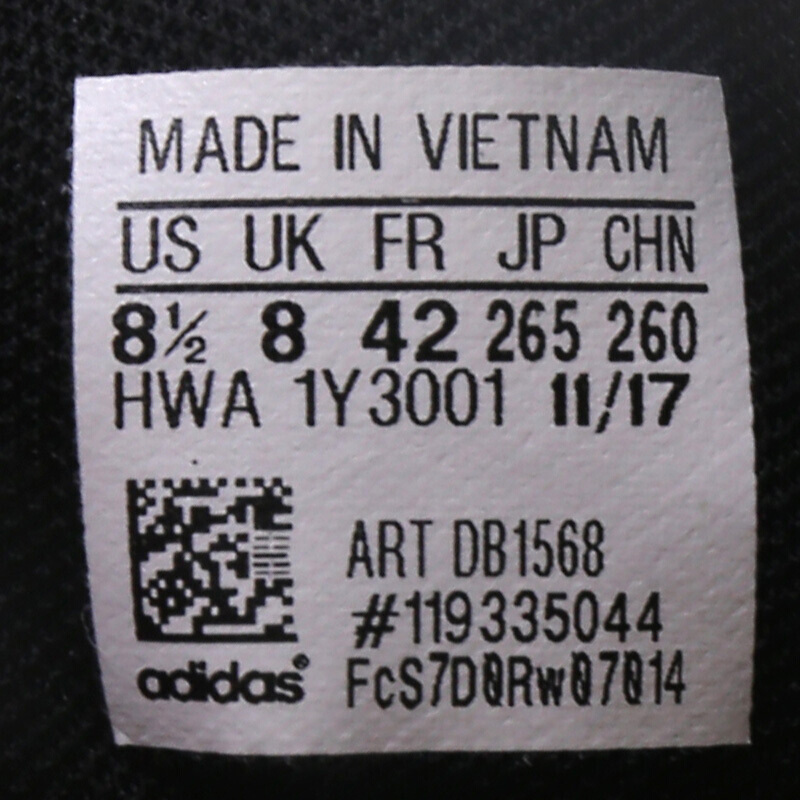 MADE IN VIETNAM
US UK FR JP CHN
8½ 8 42 265 260
HWA 1Y3001 11/17
ART DB1568
#119335044
FcS7D0Rw07014
adidas®